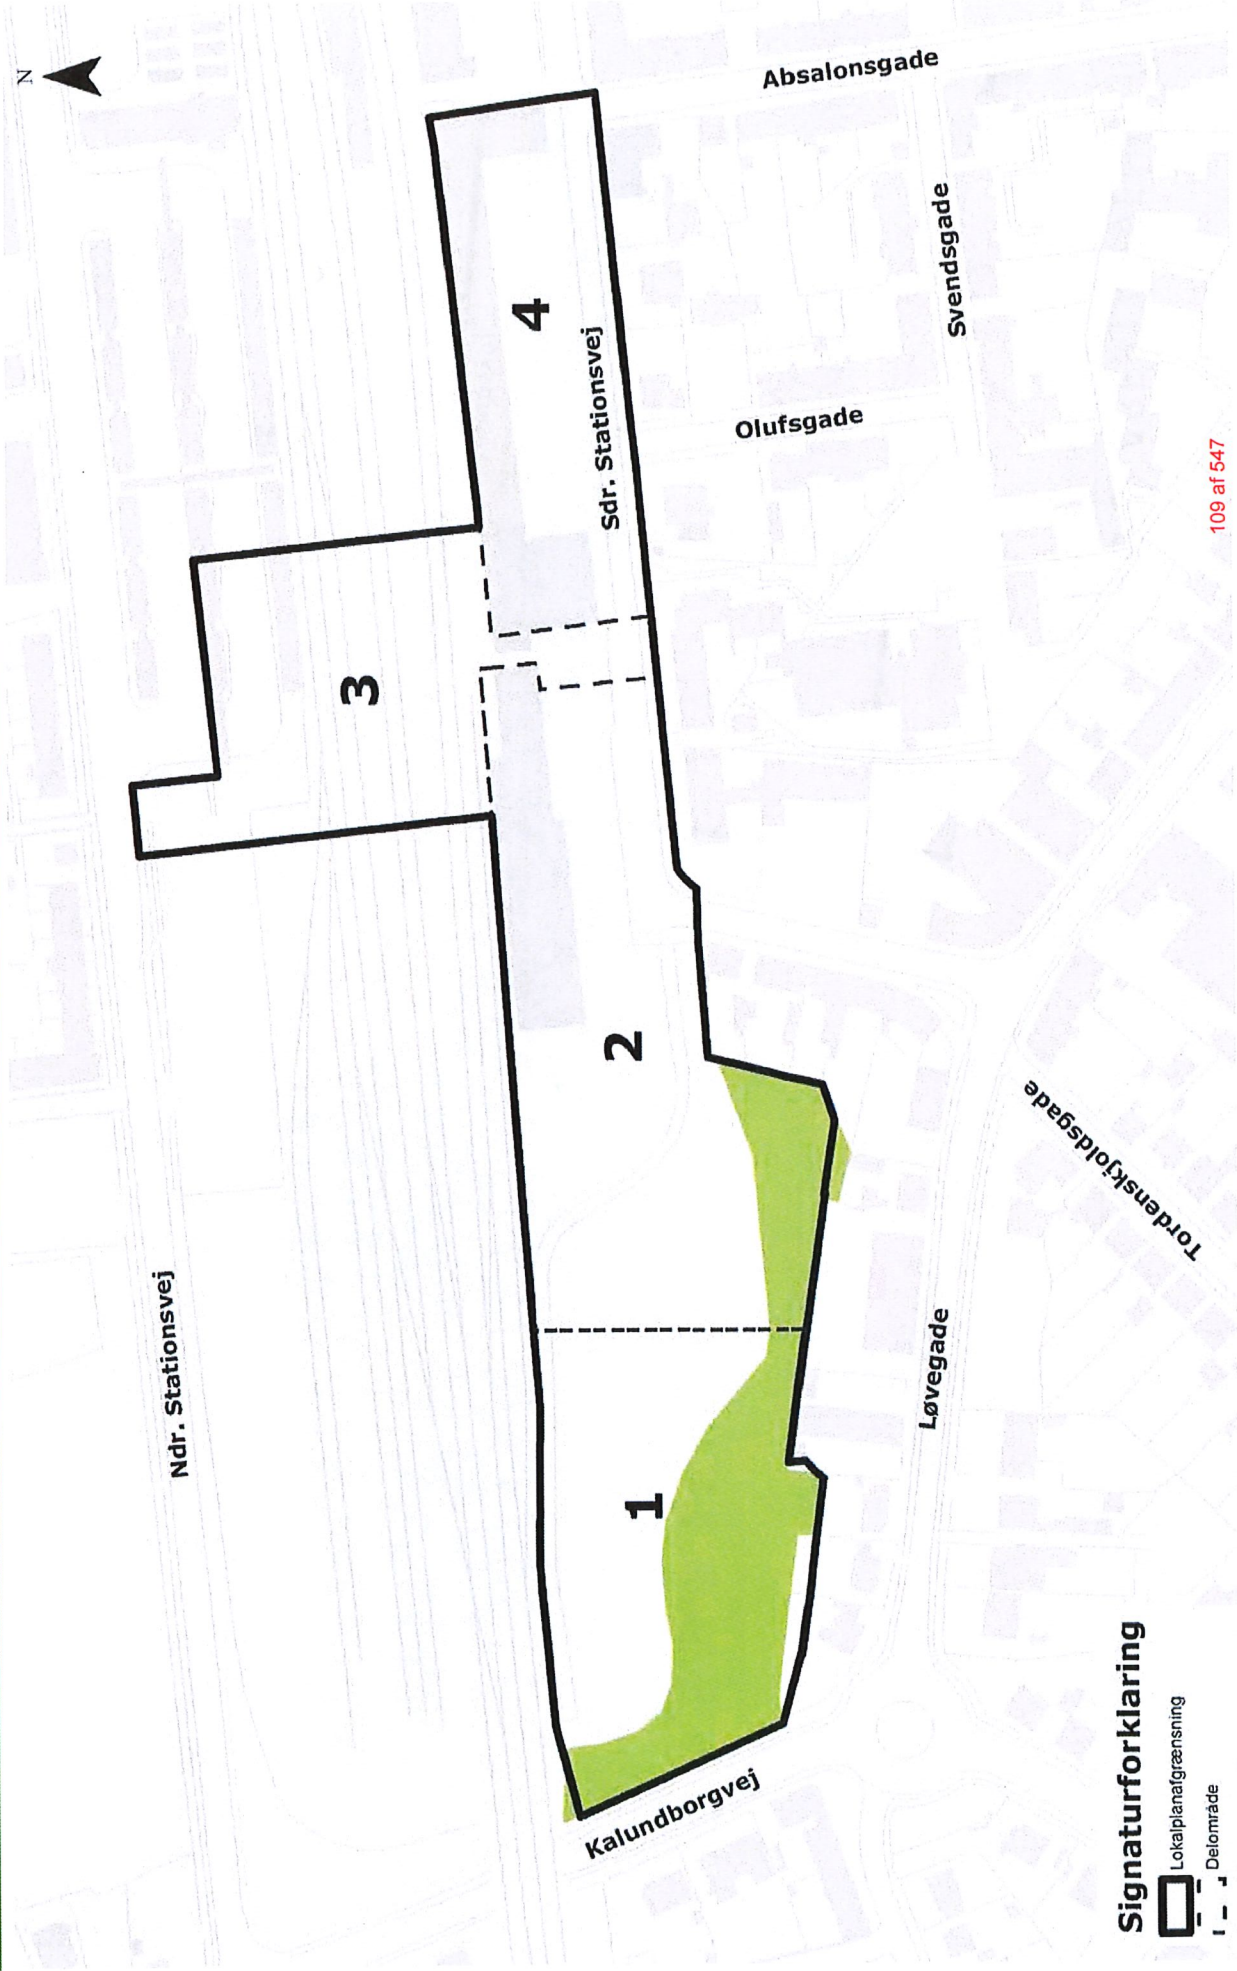 N
Ndr. Stationsvej
Absalonsgade
Svendsgade
Olufsgade
Sdr. Stationsvej
4
3
2
1
Tordenskjoldsgade
Løvegade
Kalundborgvej
Signaturforklaring
Lokalplanafgrænsning
Delområde
109 af 547